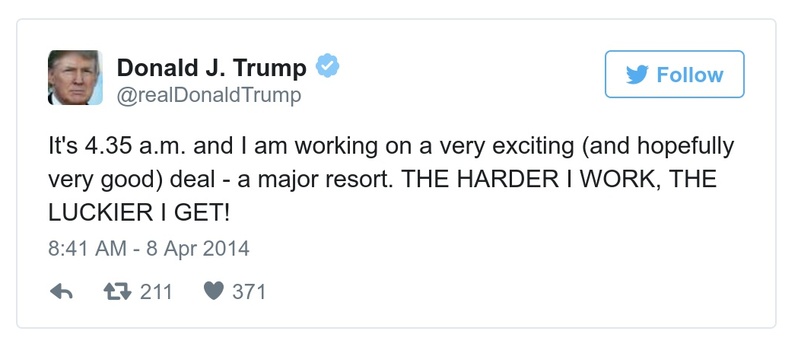 Donald J. Trump
@realDonaldTrump
Follow
It's 4.35 a.m. and I am working on a very exciting (and hopefully
very good) deal - a major resort. THE HARDER I WORK, THE
LUCKIER I GET!
8:41 AM - 8 Apr 2014
211 371